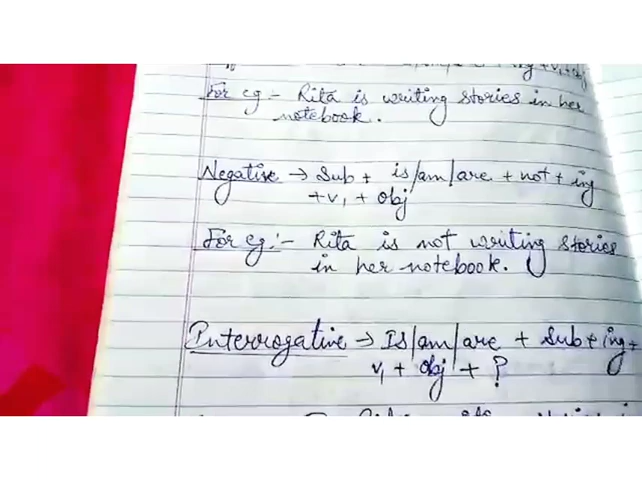 For eg :- Rita is writing stories in her
notebook.
Negative → Sub + is/am/are + not + ing
+ v₁ + obj
For eg :- Rita is not writing stories
in her notebook.
Interrogative → Is/am/are + Sub + ing +
v₁ + obj + ?